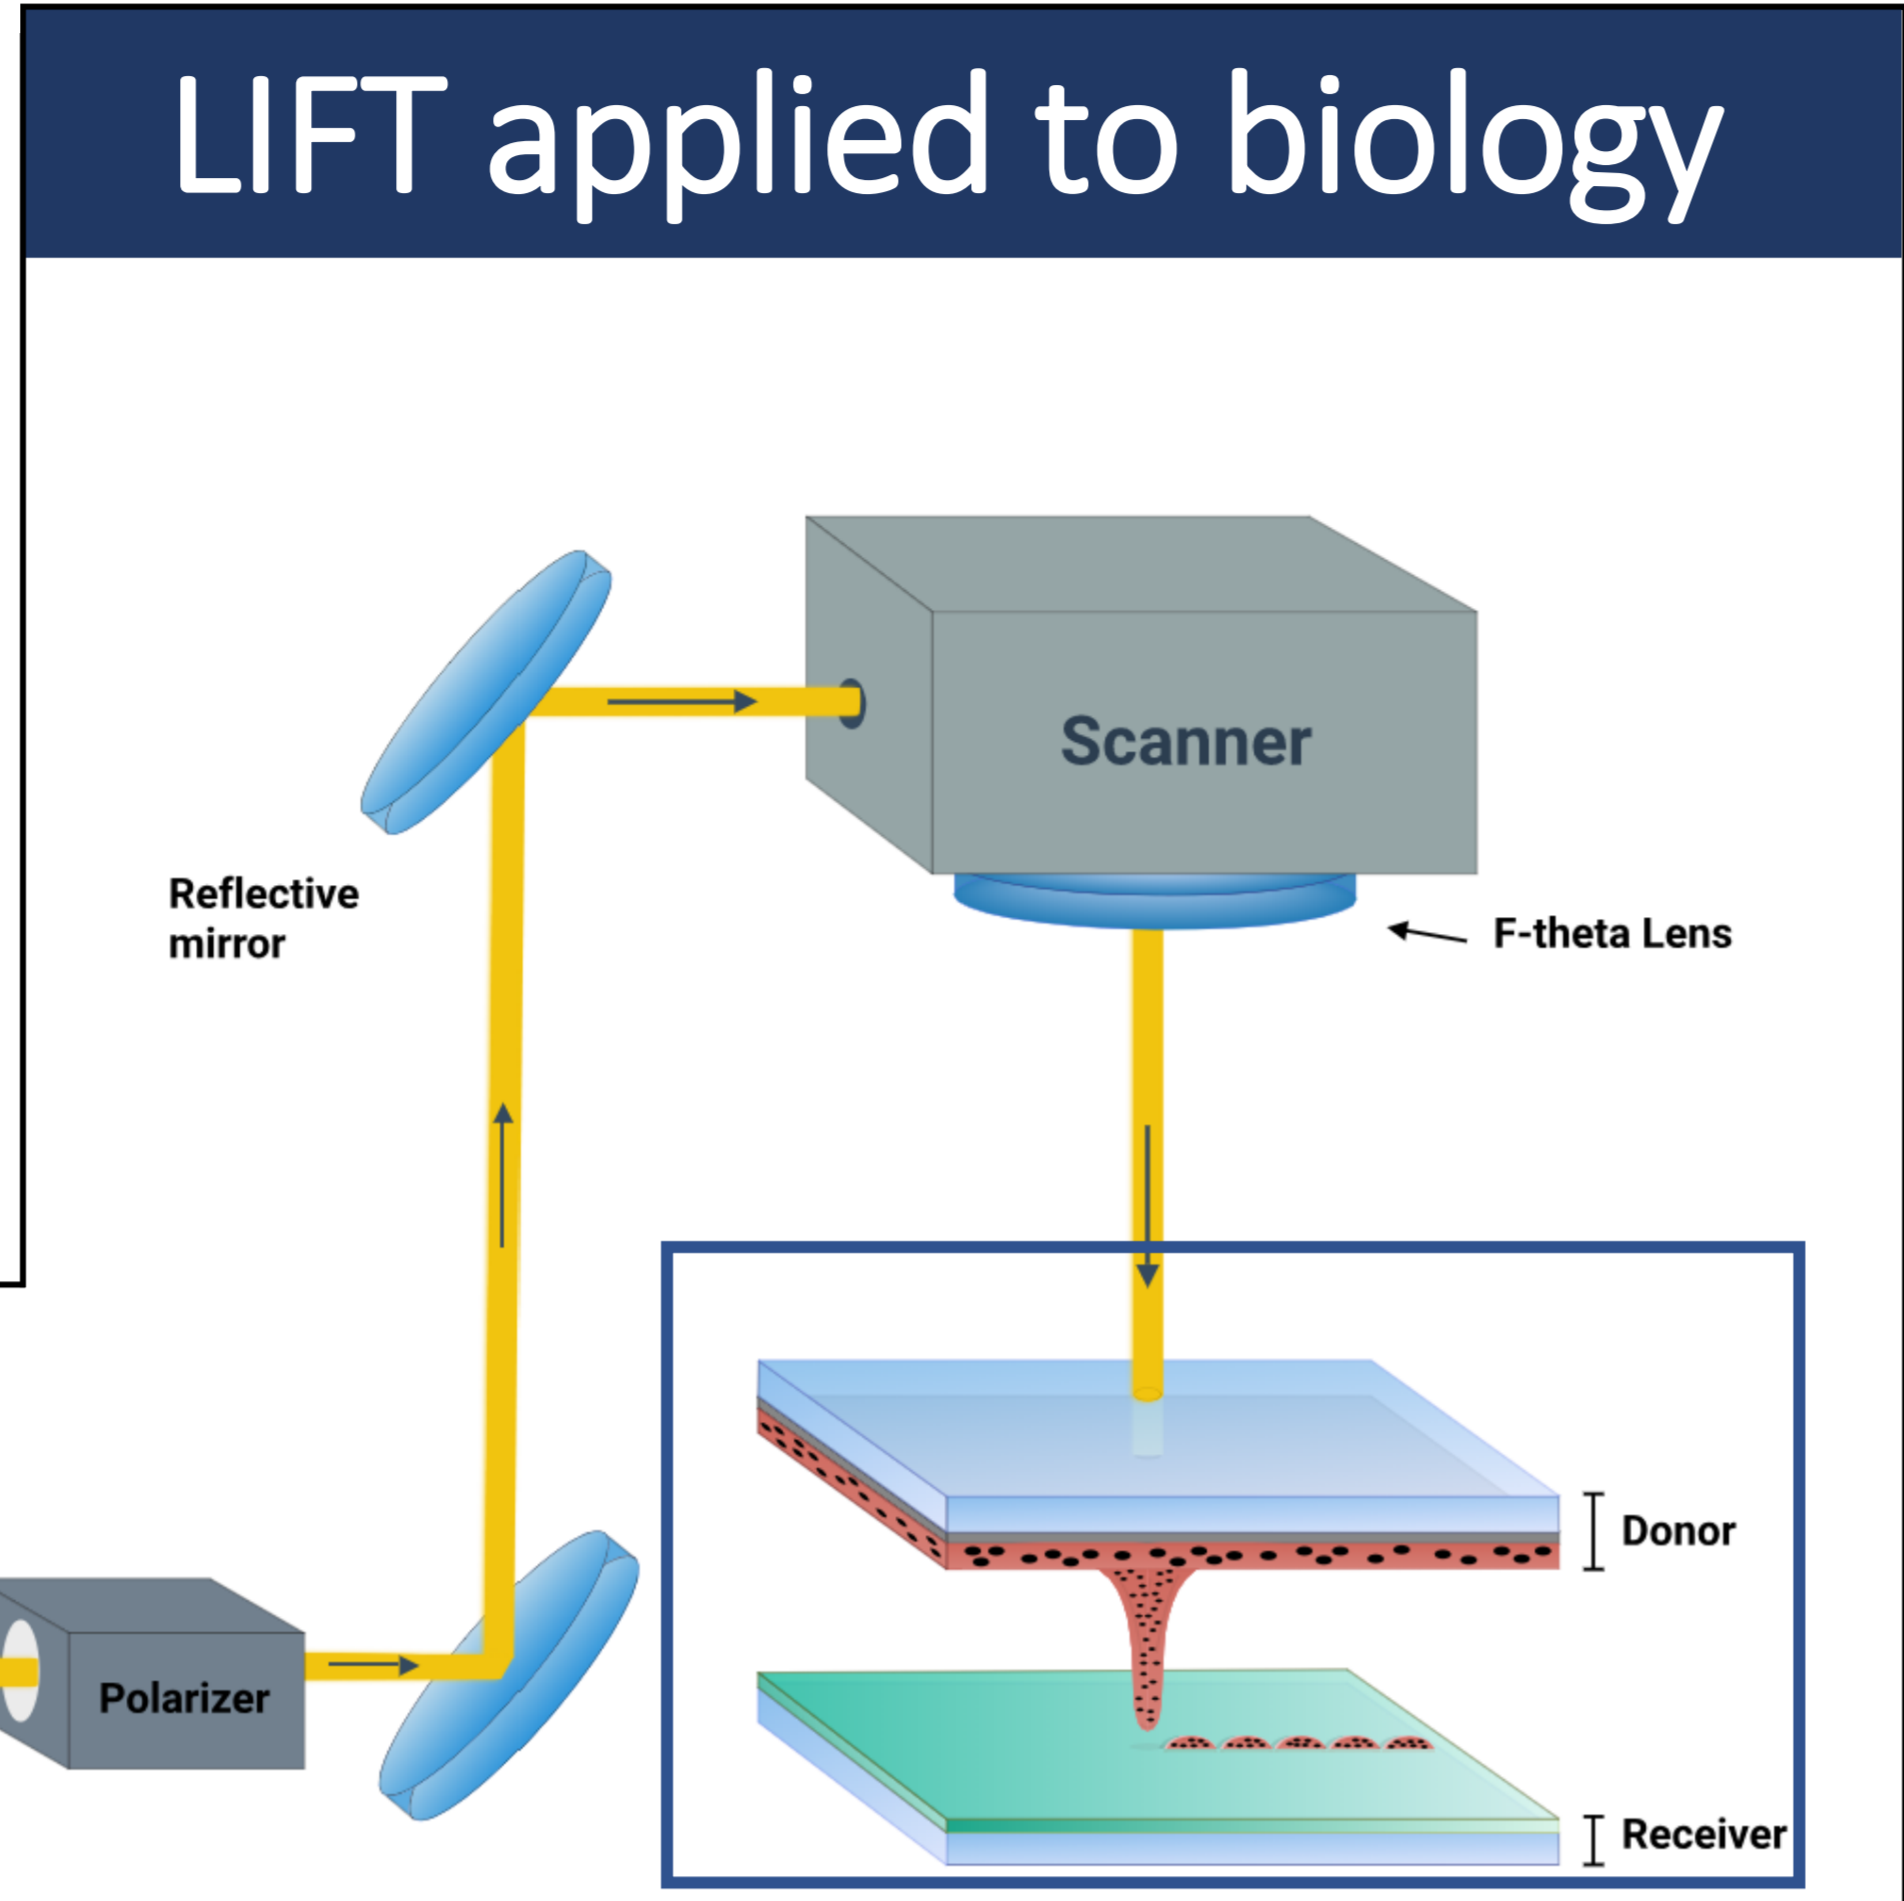 LIFT applied to biology
Scanner
Reflective
mirror
F-theta Lens
Donor
Polarizer
Receiver